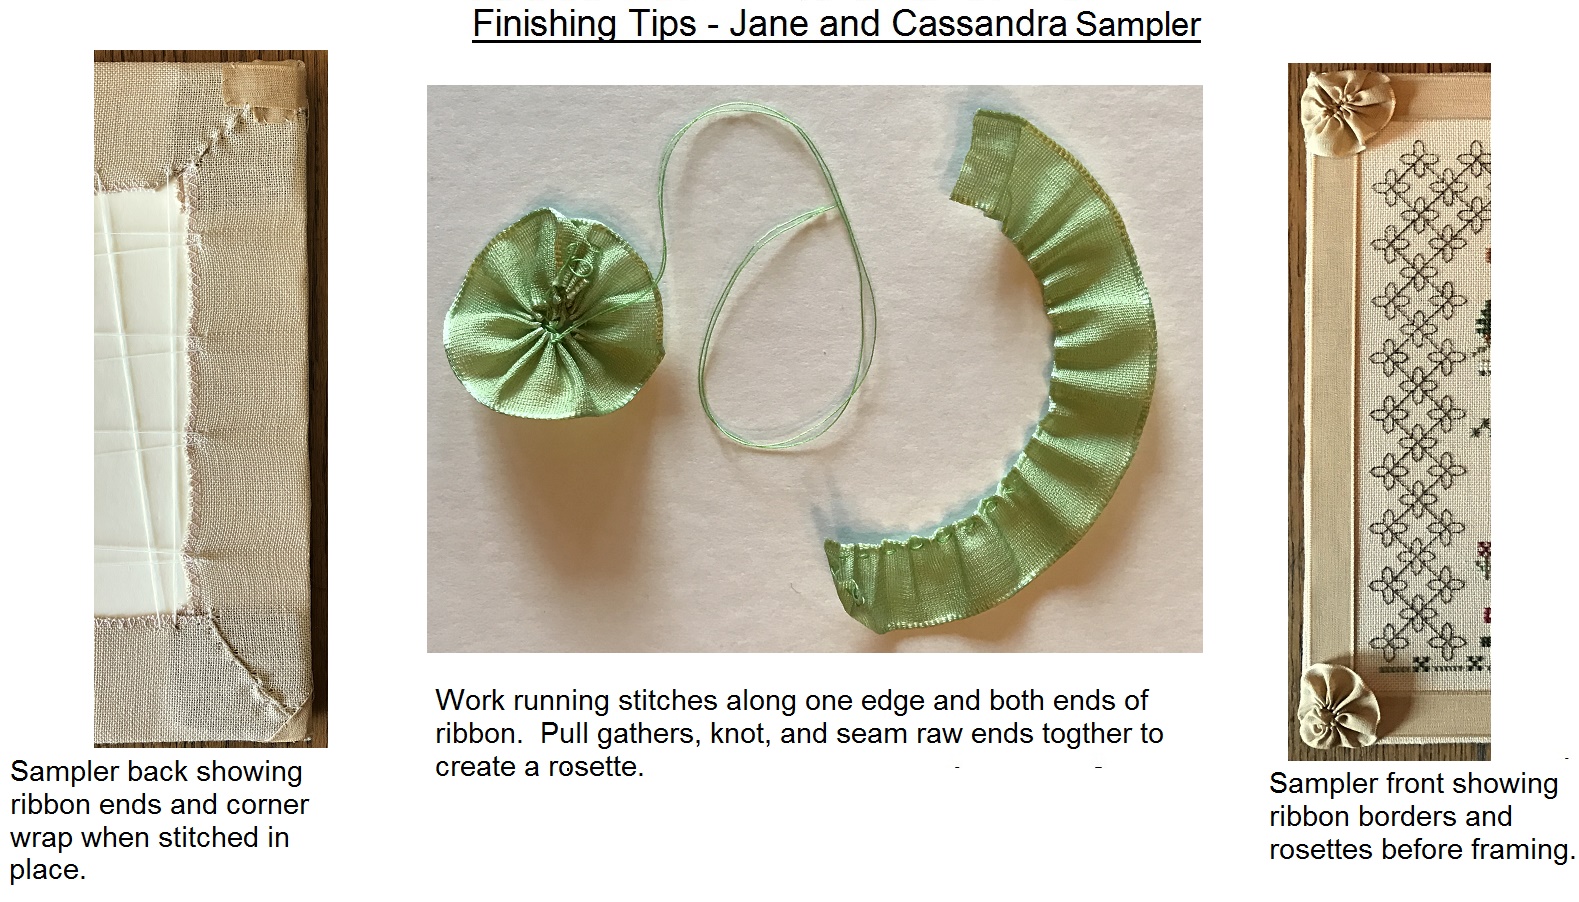 Finishing Tips - Jane and Cassandra Sampler
Sampler back showing
ribbon ends and corner
wrap when stitched in
place.
Work running stitches along one edge and both ends of
ribbon. Pull gathers, knot, and seam raw ends togther to
create a rosette.
Sampler front showing
ribbon borders and
rosettes before framing.